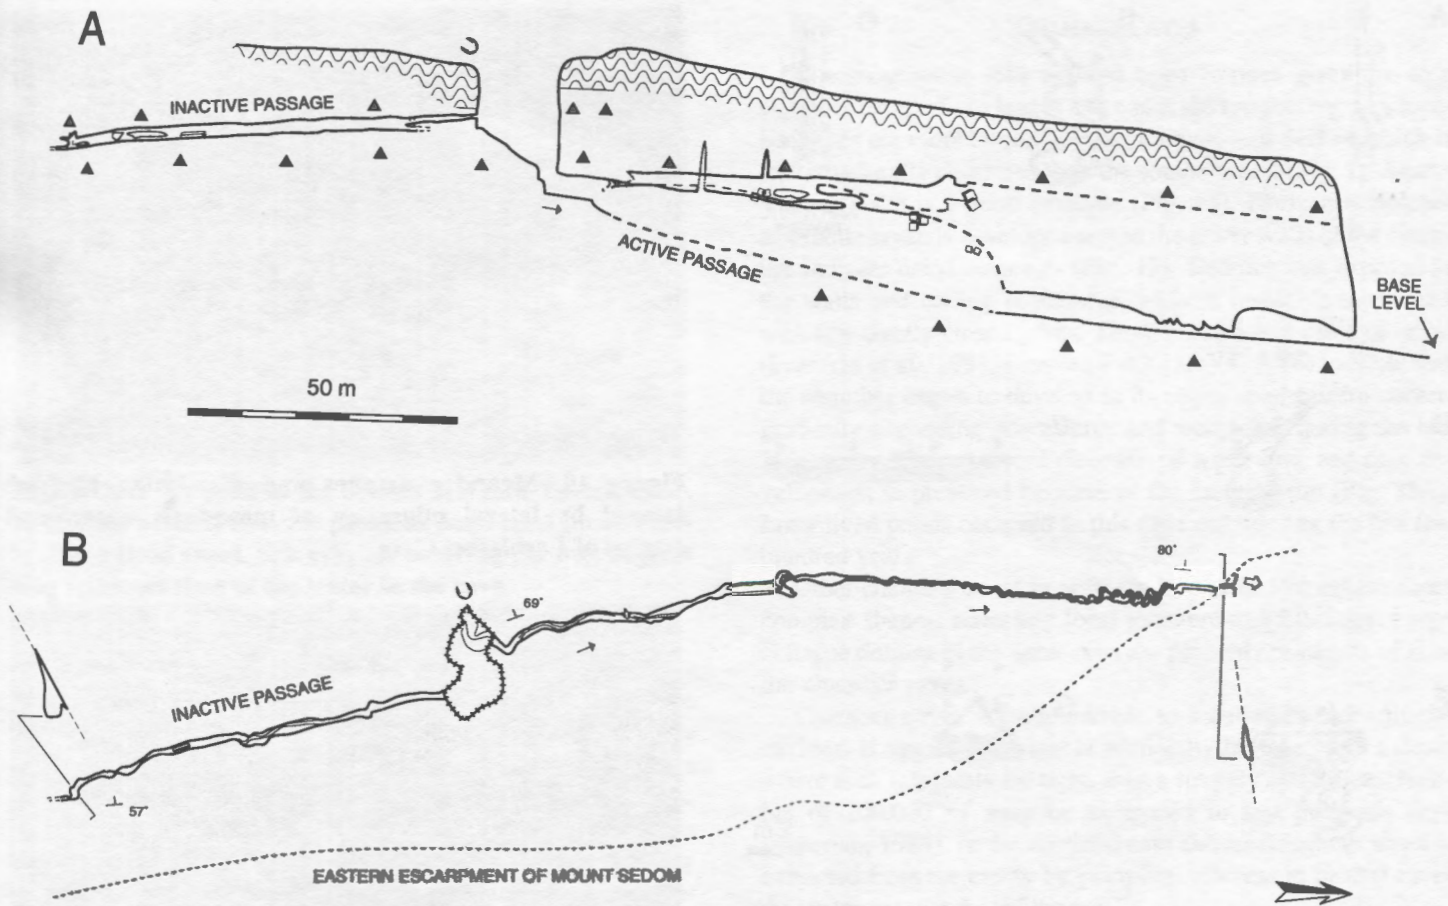 A
INACTIVE PASSAGE
ACTIVE PASSAGE
BASE
LEVEL
50 m
B
80°
69°
INACTIVE PASSAGE
57
EASTERN ESCARPMENT OF MOUNT SEDOM